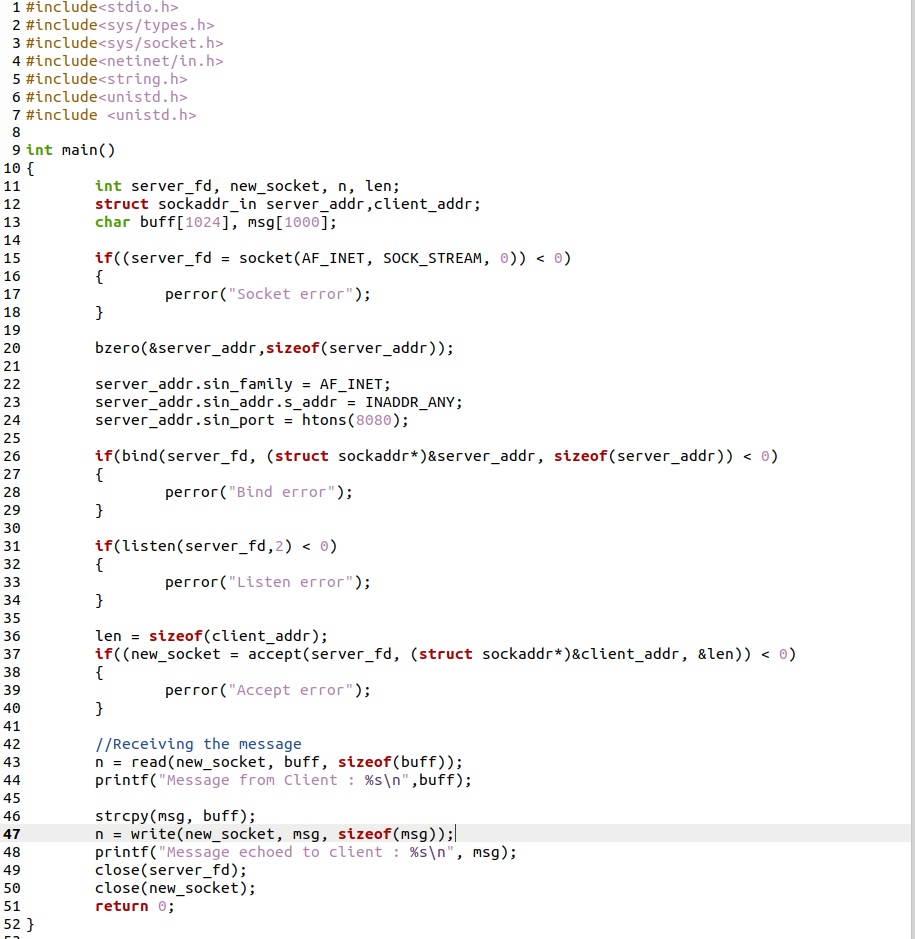 1 #include<stdio.h>
2 #include<sys/types.h>
3 #include<sys/socket.h>
4 #include<netinet/in.h>
5 #include<string.h>
6 #include<unistd.h>
7 #include <unistd.h>
8
9 int main()
10 {
11         int server_fd, new_socket, n, len;
12         struct sockaddr_in server_addr,client_addr;
13         char buff[1024], msg[1000];
14
15         if((server_fd = socket(AF_INET, SOCK_STREAM, 0)) < 0)
16         {
17                 perror("Socket error");
18         }
19
20         bzero(&server_addr,sizeof(server_addr));
21
22         server_addr.sin_family = AF_INET;
23         server_addr.sin_addr.s_addr = INADDR_ANY;
24         server_addr.sin_port = htons(8080);
25
26         if(bind(server_fd, (struct sockaddr*)&server_addr, sizeof(server_addr)) < 0)
27         {
28                 perror("Bind error");
29         }
30
31         if(listen(server_fd,2) < 0)
32         {
33                 perror("Listen error");
34         }
35
36         len = sizeof(client_addr);
37         if((new_socket = accept(server_fd, (struct sockaddr*)&client_addr, &len)) < 0)
38         {
39                 perror("Accept error");
40         }
41
42         //Receiving the message
43         n = read(new_socket, buff, sizeof(buff));
44         printf("Message from Client : %s\n",buff);
45
46         strcpy(msg, buff);
47         n = write(new_socket, msg, sizeof(msg));
48         printf("Message echoed to client : %s\n", msg);
49         close(server_fd);
50         close(new_socket);
51         return 0;
52 }